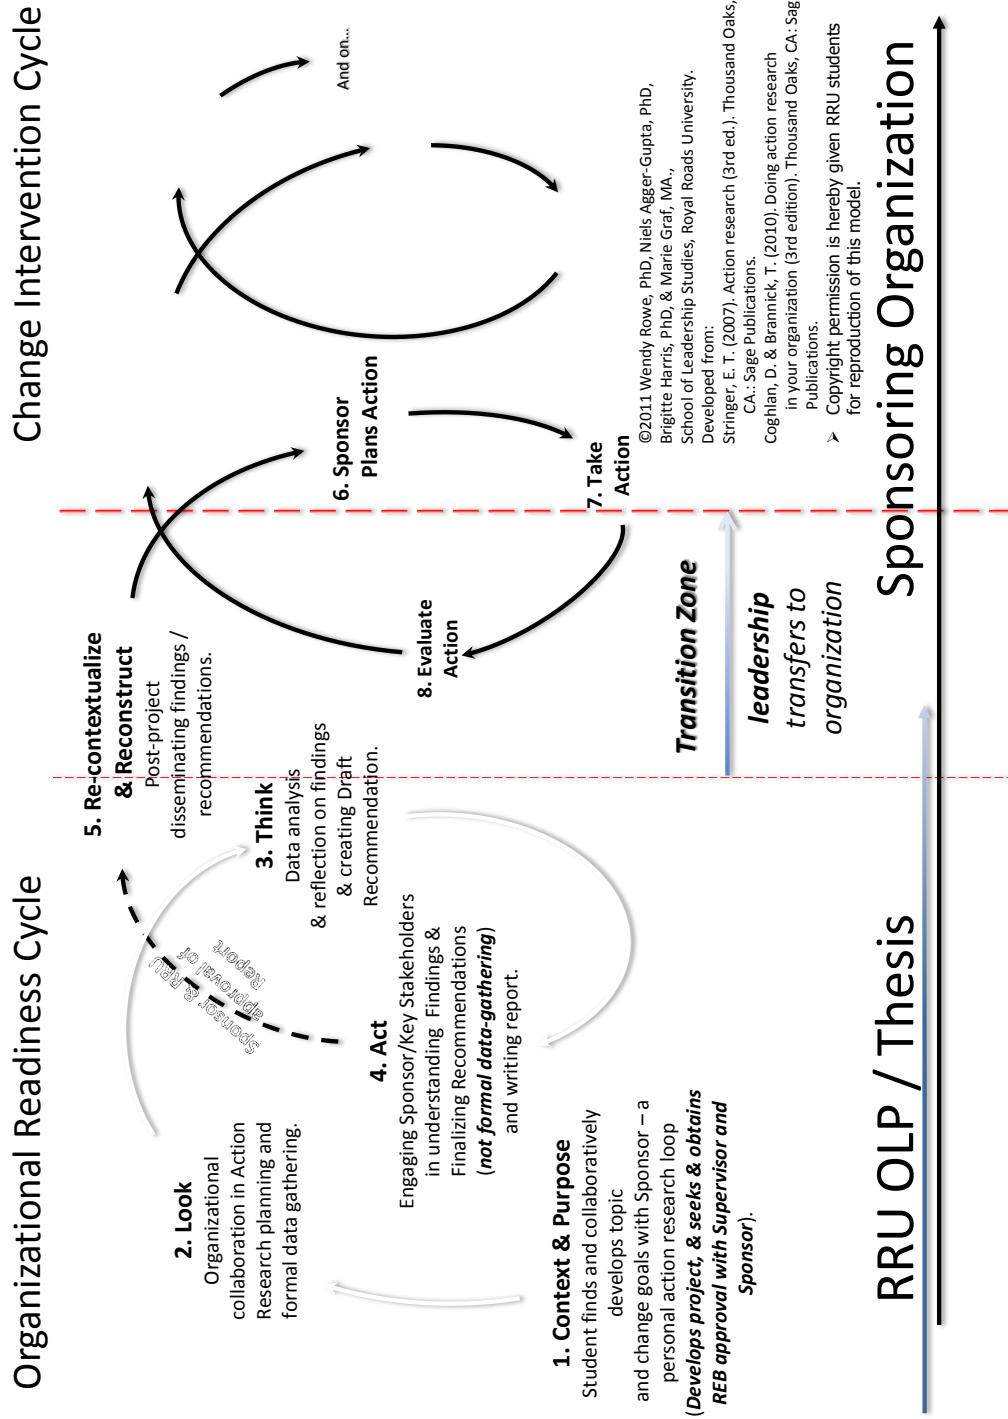 Organizational Readiness Cycle
Change Intervention Cycle
1. Context & Purpose
Student finds and collaboratively
develops topic
and change goals with Sponsor – a
personal action research loop
(Develops project, & seeks & obtains
REB approval with Supervisor and
Sponsor).
2. Look
Organizational
collaboration in Action
Research planning and
formal data gathering.
3. Think
Data analysis
& reflection on findings
& creating Draft
Recommendation.
4. Act
Engaging Sponsor/Key Stakeholders
in understanding Findings &
Finalizing Recommendations
(not formal data-gathering)
and writing report.
Sponsor & RRU
approval of
Report
5. Re-contextualize
& Reconstruct
Post-project
disseminating findings /
recommendations.
6. Sponsor
Plans Action
7. Take
Action
8. Evaluate
Action
And on...
Transition Zone
leadership
transfers to
organization
©2011 Wendy Rowe, PhD, Niels Agger-Gupta, PhD,
Brigitte Harris, PhD, & Marie Graf, MA.,
School of Leadership Studies, Royal Roads University.
Developed from:
Stringer, E. T. (2007). Action research (3rd ed.). Thousand Oaks,
CA.: Sage Publications.
Coghlan, D. & Brannick, T. (2010). Doing action research
in your organization (3rd edition). Thousand Oaks, CA.: Sag
Publications.
➢ Copyright permission is hereby given RRU students
for reproduction of this model.
RRU OLP / Thesis
Sponsoring Organization